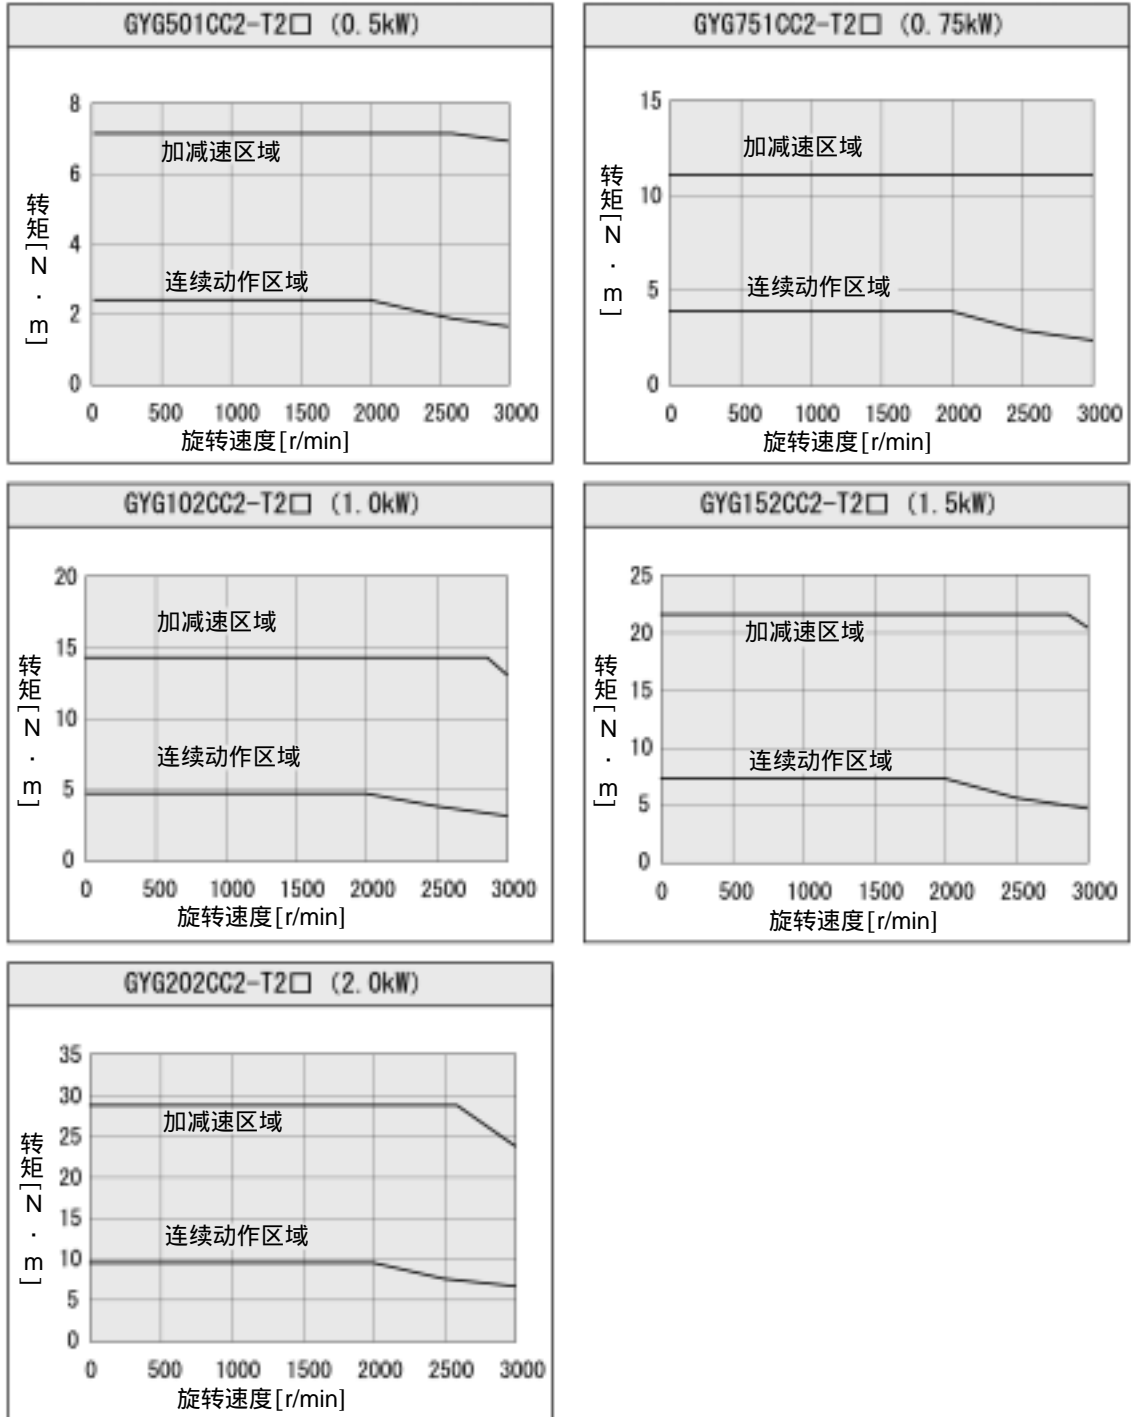 GYG501CC2-T2□ (0.5kW)
8
加减速区域
6
4
连续动作区域
2
0
转矩[N·m]
0 500 1000 1500 2000 2500 3000
旋转速度[r/min]
GYG751CC2-T2□ (0.75kW)
15
加减速区域
10
5
连续动作区域
0
转矩[N·m]
0 500 1000 1500 2000 2500 3000
旋转速度[r/min]
GYG102CC2-T2□ (1.0kW)
20
加减速区域
15
10
连续动作区域
5
0
转矩[N·m]
0 500 1000 1500 2000 2500 3000
旋转速度[r/min]
GYG152CC2-T2□ (1.5kW)
25
加减速区域
20
15
10
连续动作区域
5
0
转矩[N·m]
0 500 1000 1500 2000 2500 3000
旋转速度[r/min]
GYG202CC2-T2□ (2.0kW)
35
30
加减速区域
25
20
15
连续动作区域
10
5
0
转矩[N·m]
0 500 1000 1500 2000 2500 3000
旋转速度[r/min]